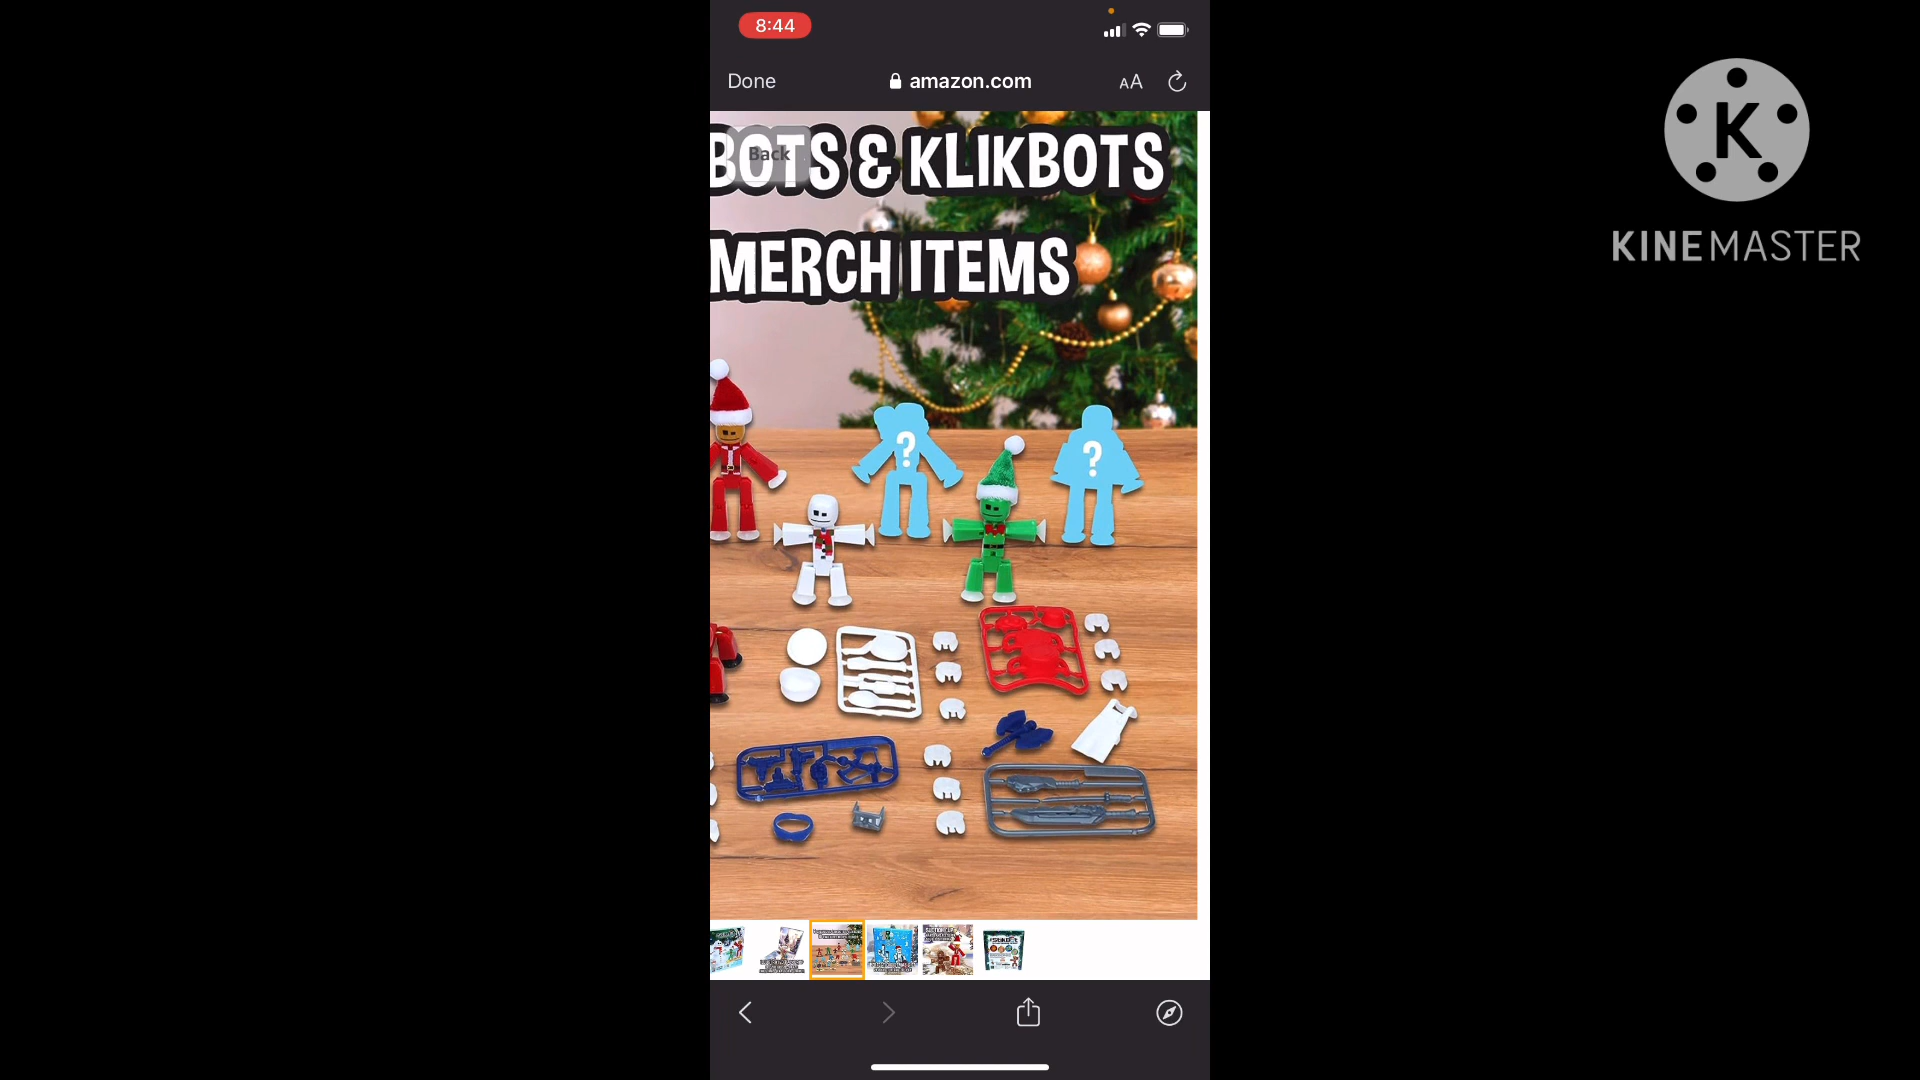 8:44
Done
amazon.com
AA
Back
BOTS & KLIKBOTS
MERCH ITEMS
?
?
K
KINEMASTER